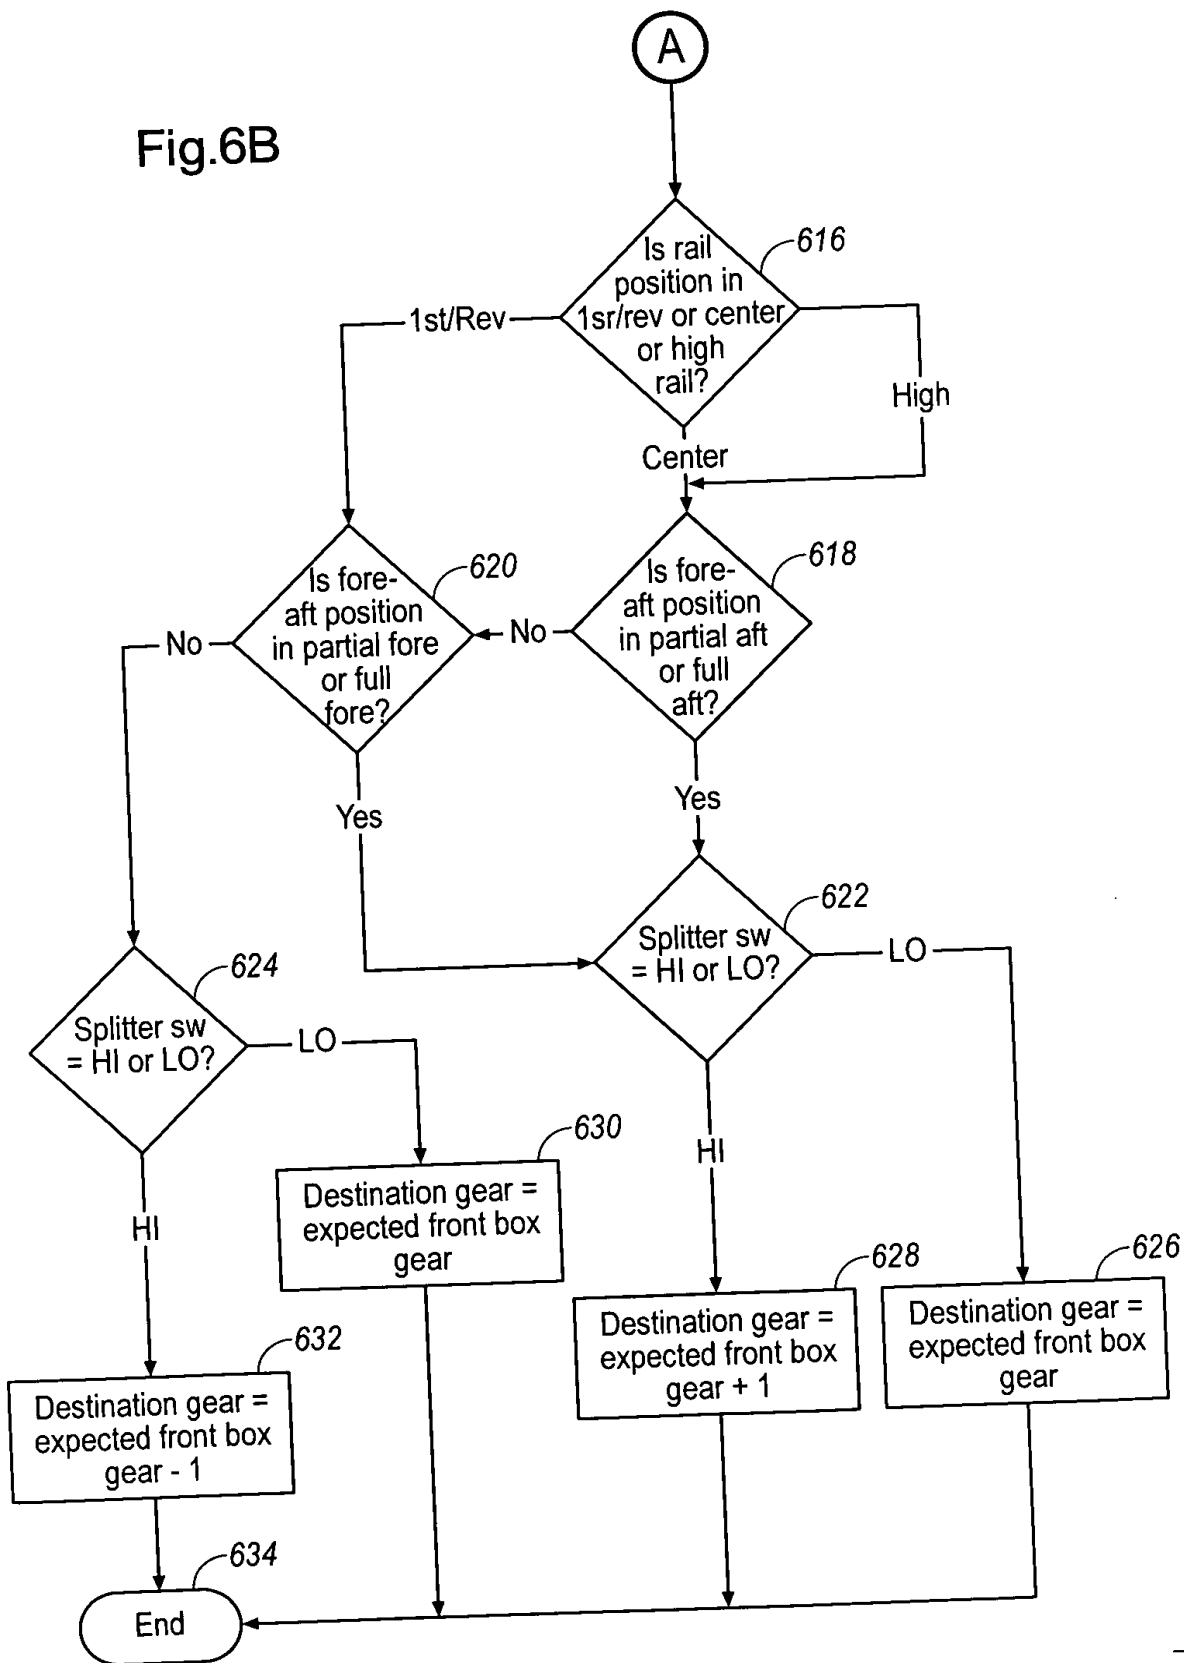 A
Fig.6B
Is rail
position in
1sr/rev or center
or high
rail?
616
1st/Rev
High
Center
Is fore-
aft position
in partial fore
or full
fore?
620
Is fore-
aft position
in partial aft
or full
aft?
618
No
No
Yes
Yes
Splitter sw
= HI or LO?
622
LO
Splitter sw
= HI or LO?
624
LO
HI
HI
Destination gear =
expected front box
gear
630
Destination gear =
expected front box
gear + 1
628
Destination gear =
expected front box
gear
626
Destination gear =
expected front box
gear - 1
632
End
634